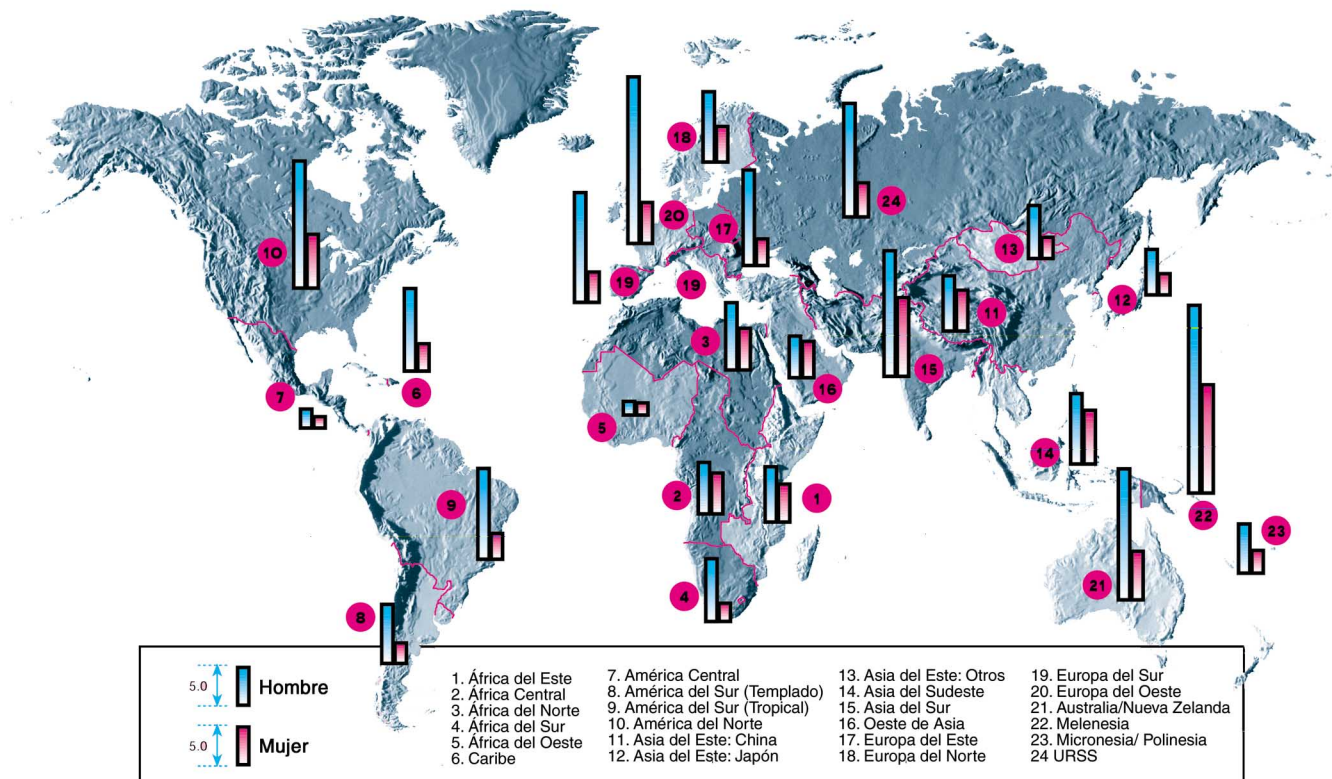 18
24
20
17
10
13
19
19
12
11
3
15
16
7
6
5
14
9
2
1
22
23
21
4
8
5.0 Hombre
5.0 Mujer
1. África del Este
2. África Central
3. África del Norte
4. África del Sur
5. África del Oeste
6. Caribe
7. América Central
8. América del Sur (Templado)
9. América del Sur (Tropical)
10. América del Norte
11. Asia del Este: China
12. Asia del Este: Japón
13. Asia del Este: Otros
14. Asia del Sudeste
15. Asia del Sur
16. Oeste de Asia
17. Europa del Este
18. Europa del Norte
19. Europa del Sur
20. Europa del Oeste
21. Australia/Nueva Zelanda
22. Melenesia
23. Micronesia/ Polinesia
24 URSS